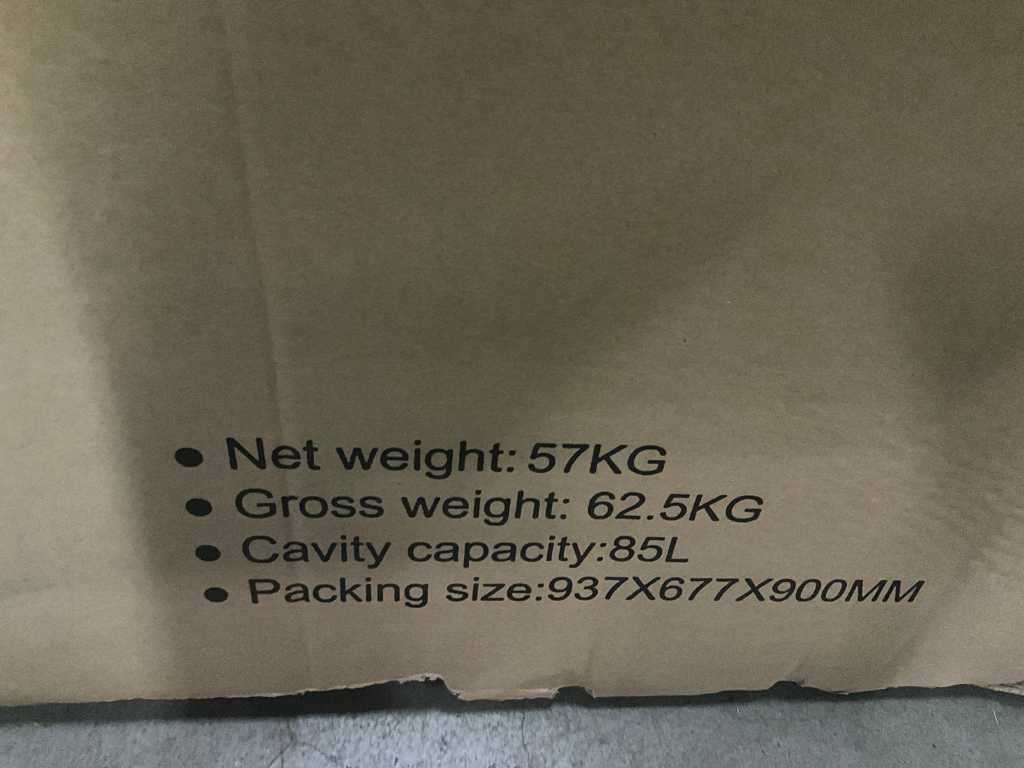 ● Net weight: 57KG
● Gross weight: 62.5KG
● Cavity capacity:85L
● Packing size:937X677X900MM